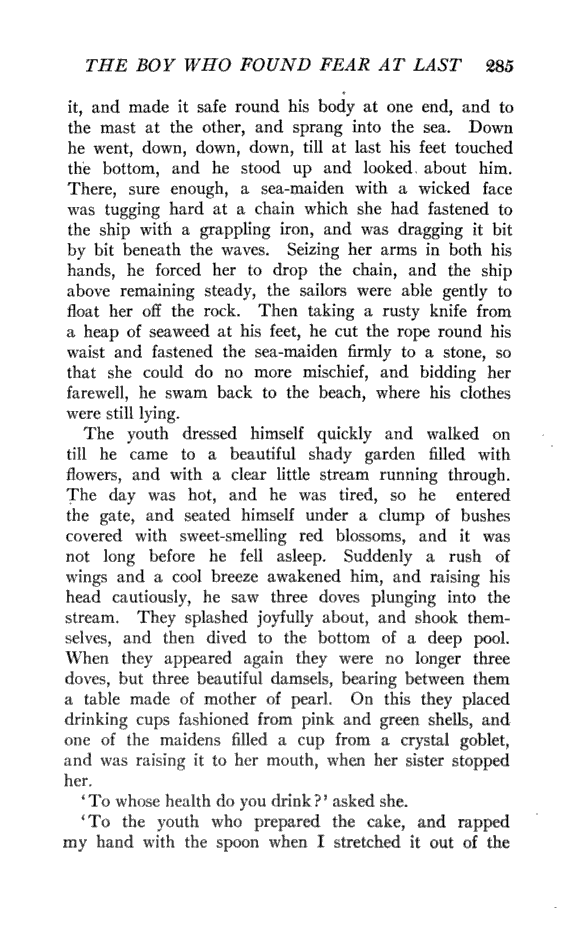 THE BOY WHO FOUND FEAR AT LAST 285
it, and made it safe round his body at one end, and to
the mast at the other, and sprang into the sea. Down
he went, down, down, down, till at last his feet touched
the bottom, and he stood up and looked about him.
There, sure enough, a sea-maiden with a wicked face
was tugging hard at a chain which she had fastened to
the ship with a grappling iron, and was dragging it bit
by bit beneath the waves. Seizing her arms in both his
hands, he forced her to drop the chain, and the ship
above remaining steady, the sailors were able gently to
float her off the rock. Then taking a rusty knife from
a heap of seaweed at his feet, he cut the rope round his
waist and fastened the sea-maiden firmly to a stone, so
that she could do no more mischief, and bidding her
farewell, he swam back to the beach, where his clothes
were still lying.
The youth dressed himself quickly and walked on
till he came to a beautiful shady garden filled with
flowers, and with a clear little stream running through.
The day was hot, and he was tired, so he entered
the gate, and seated himself under a clump of bushes
covered with sweet-smelling red blossoms, and it was
not long before he fell asleep. Suddenly a rush of
wings and a cool breeze awakened him, and raising his
head cautiously, he saw three doves plunging into the
stream. They splashed joyfully about, and shook them-
selves, and then dived to the bottom of a deep pool.
When they appeared again they were no longer three
doves, but three beautiful damsels, bearing between them
a table made of mother of pearl. On this they placed
drinking cups fashioned from pink and green shells, and
one of the maidens filled a cup from a crystal goblet,
and was raising it to her mouth, when her sister stopped
her.
‘To whose health do you drink?’ asked she.
‘To the youth who prepared the cake, and rapped
my hand with the spoon when I stretched it out of the